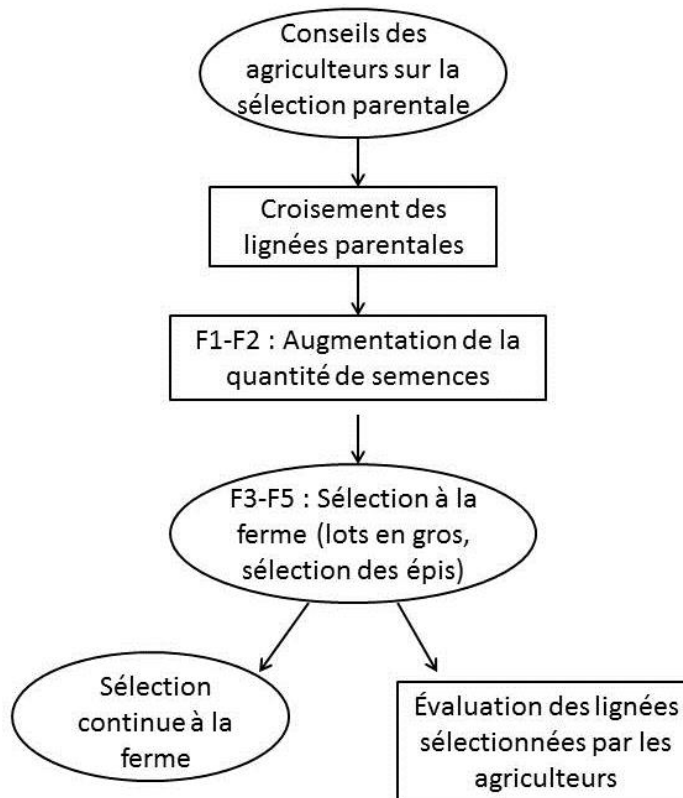 Conseils des
agriculteurs sur la
sélection parentale
Croisement des
lignées parentales
F1-F2 : Augmentation de la
quantité de semences
F3-F5 : Sélection à la
ferme (lots en gros,
sélection des épis)
Sélection
continue à la
ferme
Évaluation des lignées
sélectionnées par les
agriculteurs